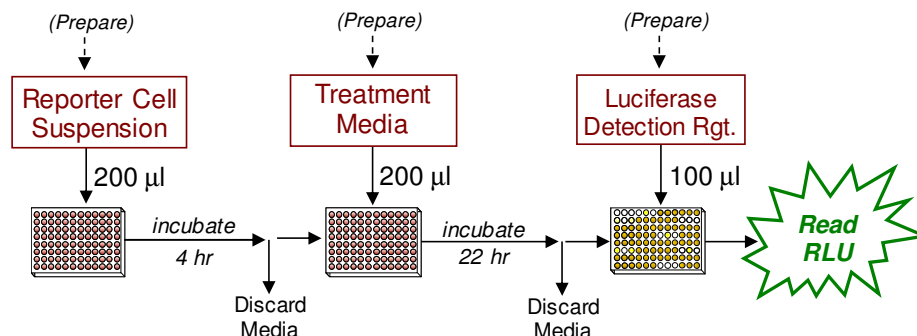 (Prepare)
(Prepare)
(Prepare)
Reporter Cell
Suspension
Treatment
Media
Luciferase
Detection Rgt.
200 µl
200 µl
100 µl
incubate
4 hr
incubate
22 hr
Read
RLU
Discard
Media
Discard
Media